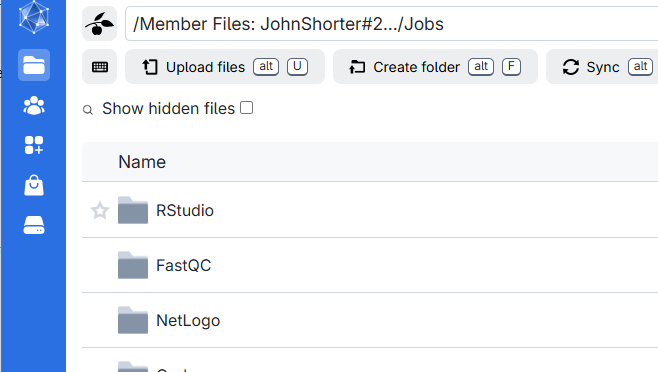 /Member Files: JohnShorter#2.../Jobs
Upload files alt U Create folder alt F Sync alt
Show hidden files
Name
RStudio
FastQC
NetLogo